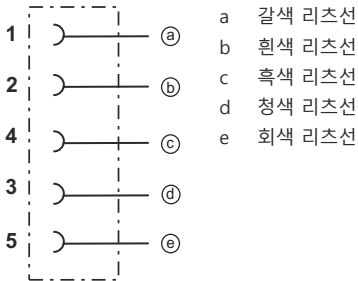 1 ⓐ a 갈색 리츠선
2 ⓑ b 흰색 리츠선
4 ⓒ c 흑색 리츠선
3 ⓓ d 청색 리츠선
5 ⓔ e 회색 리츠선